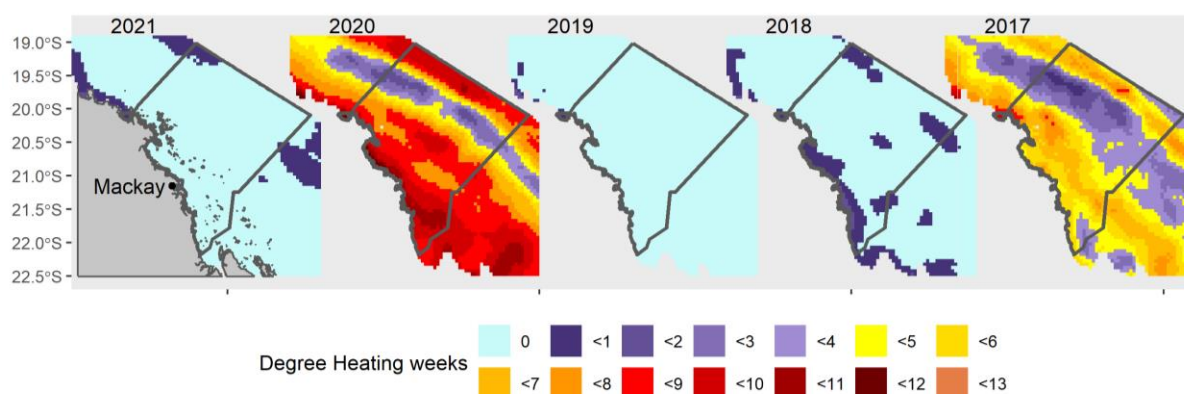 2021 2020 2019 2018 2017
19.0°S
19.5°S
20.0°S
20.5°S
21.0°S
Mackay
21.5°S
22.0°S
22.5°S
Degree Heating weeks
0 <1 <2 <3 <4 <5 <6
<7 <8 <9 <10 <11 <12 <13